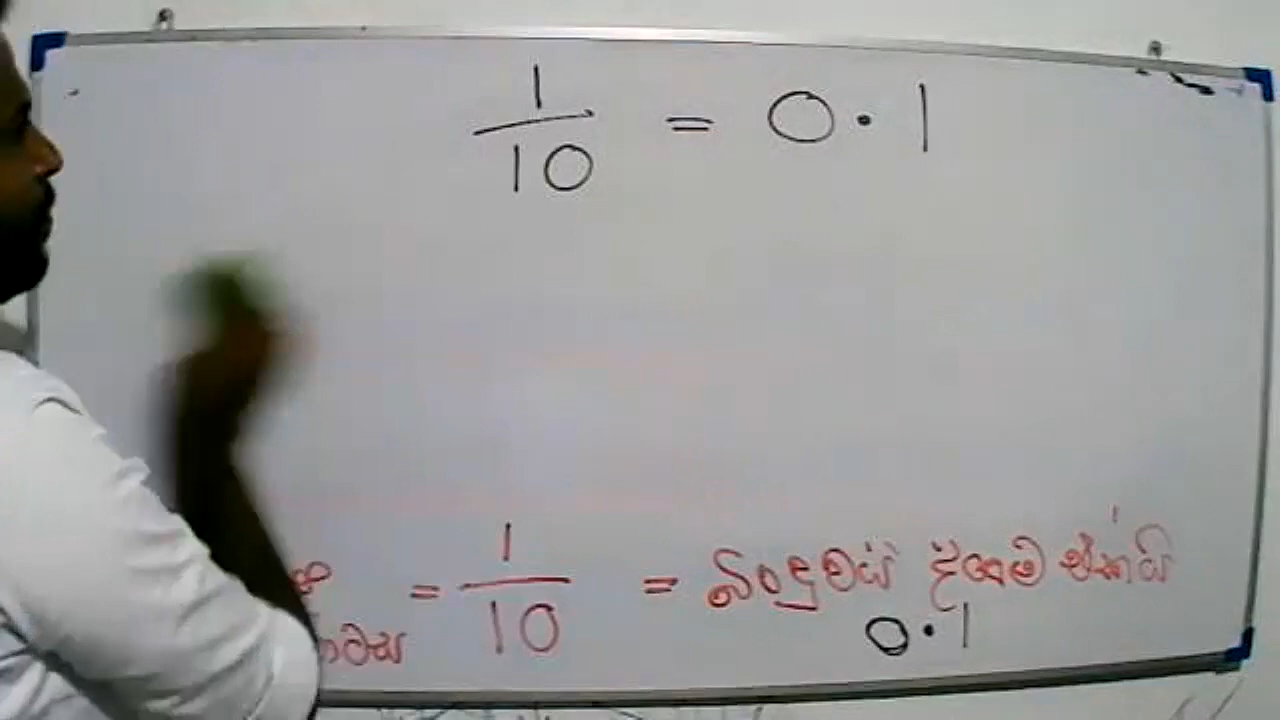 1/10 = 0.1
= 1/10 = බිංදුවයි දශම එකයි
0.1